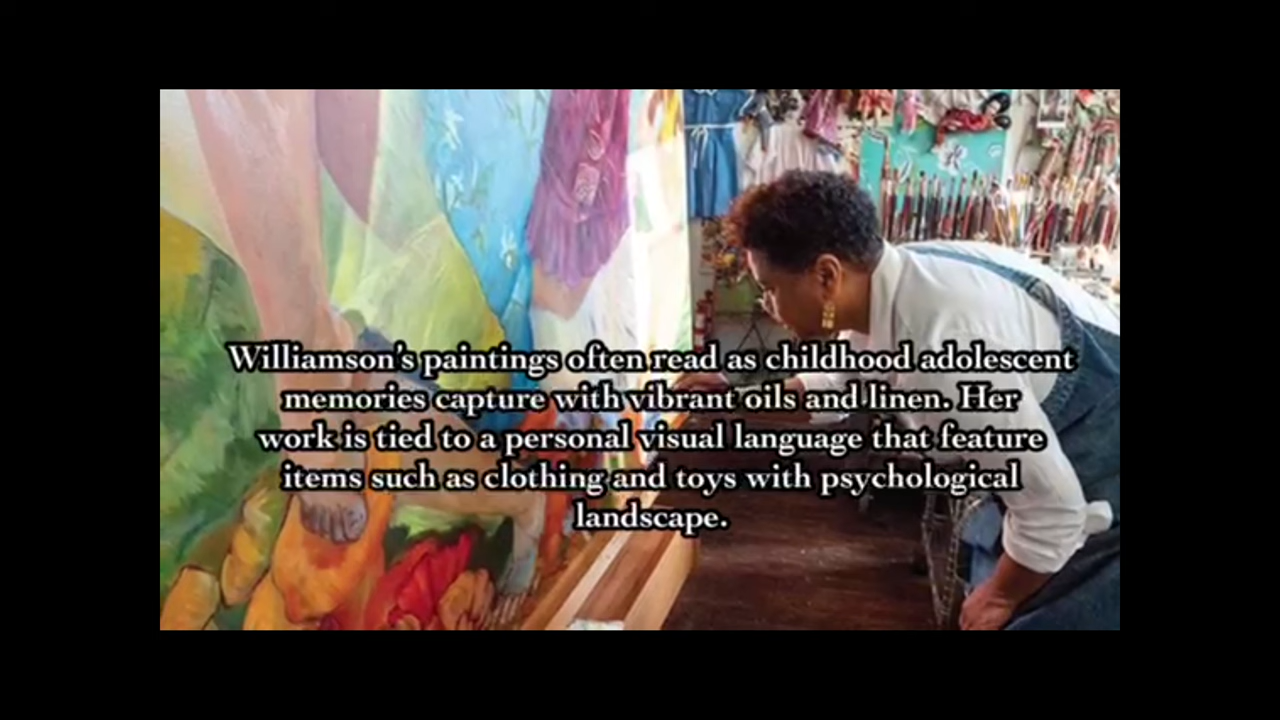 Williamson's paintings often read as childhood adolescent
memories capture with vibrant oils and linen. Her
work is tied to a personal visual language that feature
items such as clothing and toys with psychological
landscape.